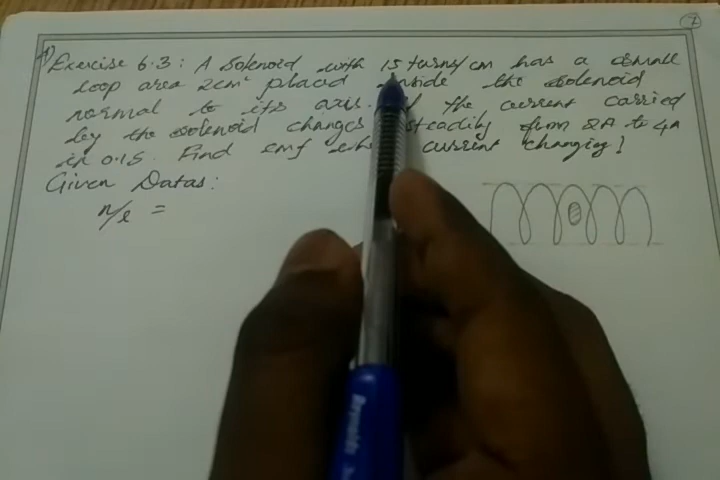 7
Exercise 6.3: A Solenoid with 15 turns/cm has a small
loop area 2cm² placed inside the solenoid
normal to its axis. the current carried
by the solenoid changes steadily from 2A to 4A
in 0.1s. Find emf current changing?
Given Datas:
n/l =
Reynolds